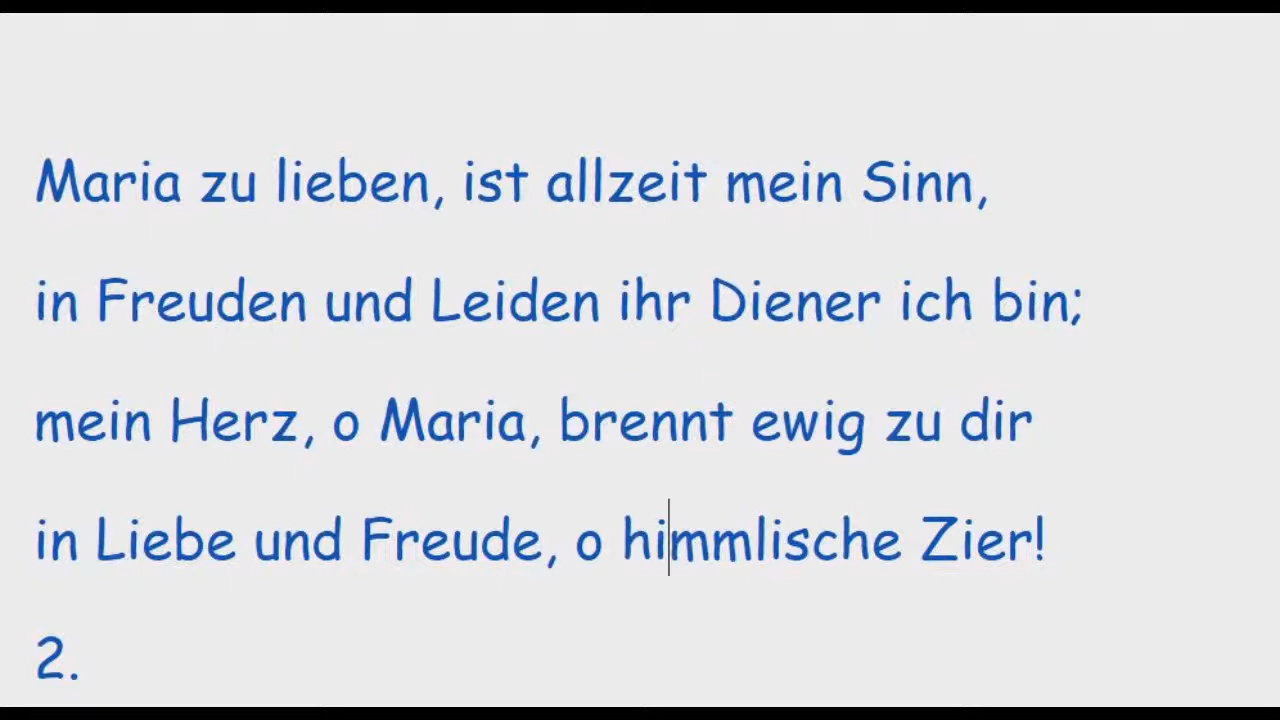 Maria zu lieben, ist allzeit mein Sinn,
in Freuden und Leiden ihr Diener ich bin;
mein Herz, o Maria, brennt ewig zu dir
in Liebe und Freude, o himmlische Zier!
2.